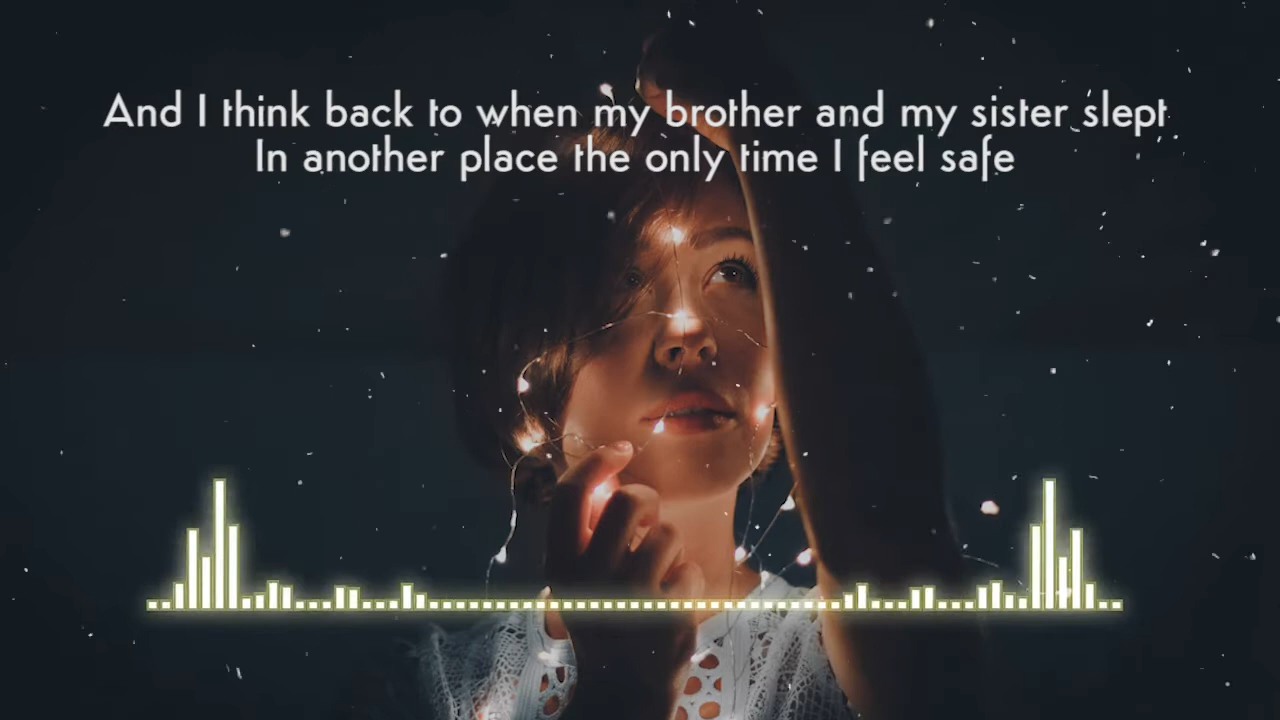 And I think back to when my brother and my sister slept
In another place the only time I feel safe